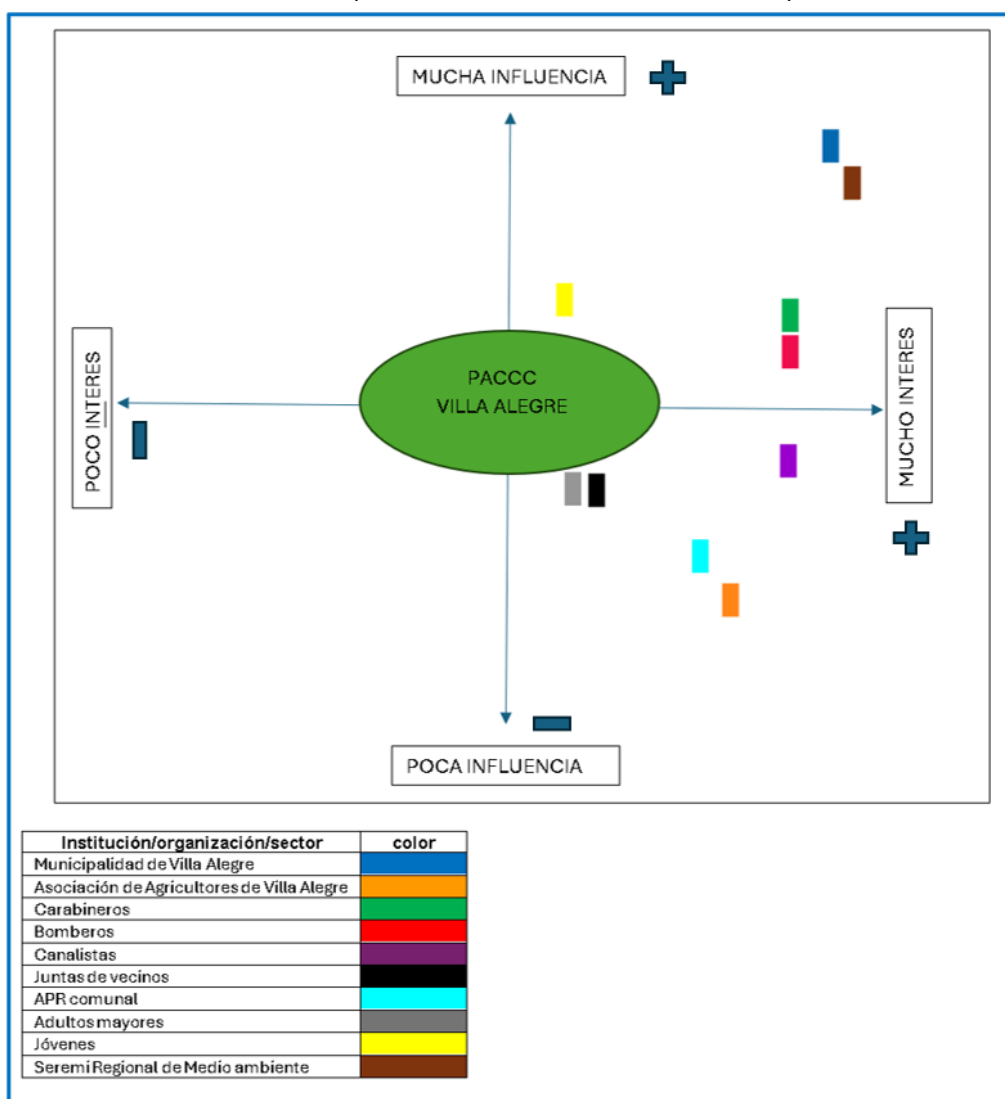 MUCHA INFLUENCIA
PACCC
VILLA ALEGRE
POCO INTERES
MUCHO INTERES
POCA INFLUENCIA
Institución/organización/sector color
Municipalidad de Villa Alegre
Asociación de Agricultores de Villa Alegre
Carabineros
Bomberos
Canalistas
Juntas de vecinos
APR comunal
Adultos mayores
Jóvenes
Seremi Regional de Medio ambiente